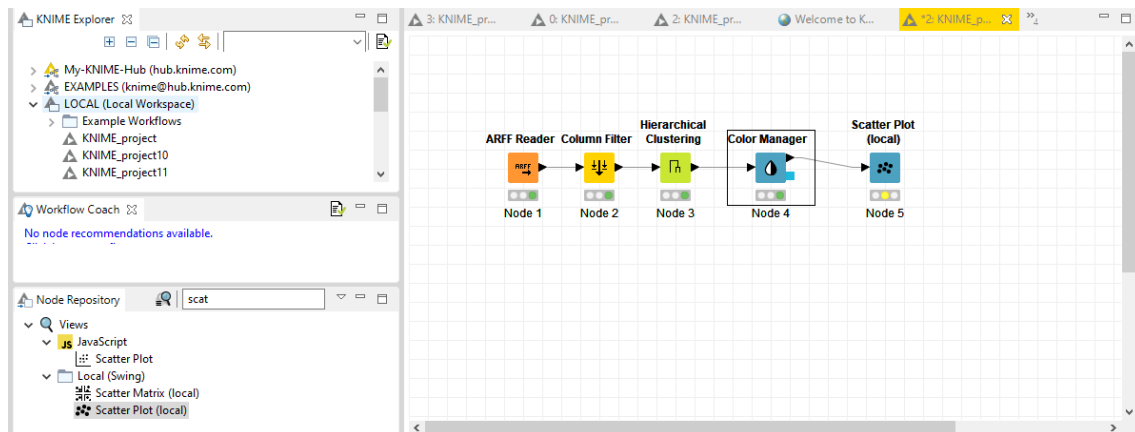 KNIME Explorer
3: KNIME_pr...
0: KNIME_pr...
2: KNIME_pr...
Welcome to K...
*2: KNIME_p...
My-KNIME-Hub (hub.knime.com)
EXAMPLES (knime@hub.knime.com)
LOCAL (Local Workspace)
Example Workflows
KNIME_project
KNIME_project10
KNIME_project11
Workflow Coach
No node recommendations available.
Node Repository
scat
Views
JS JavaScript
Scatter Plot
Local (Swing)
Scatter Matrix (local)
Scatter Plot (local)
ARFF Reader
Column Filter
Hierarchical
Clustering
Color Manager
Scatter Plot
(local)
ARFF
Node 1
Node 2
Node 3
Node 4
Node 5